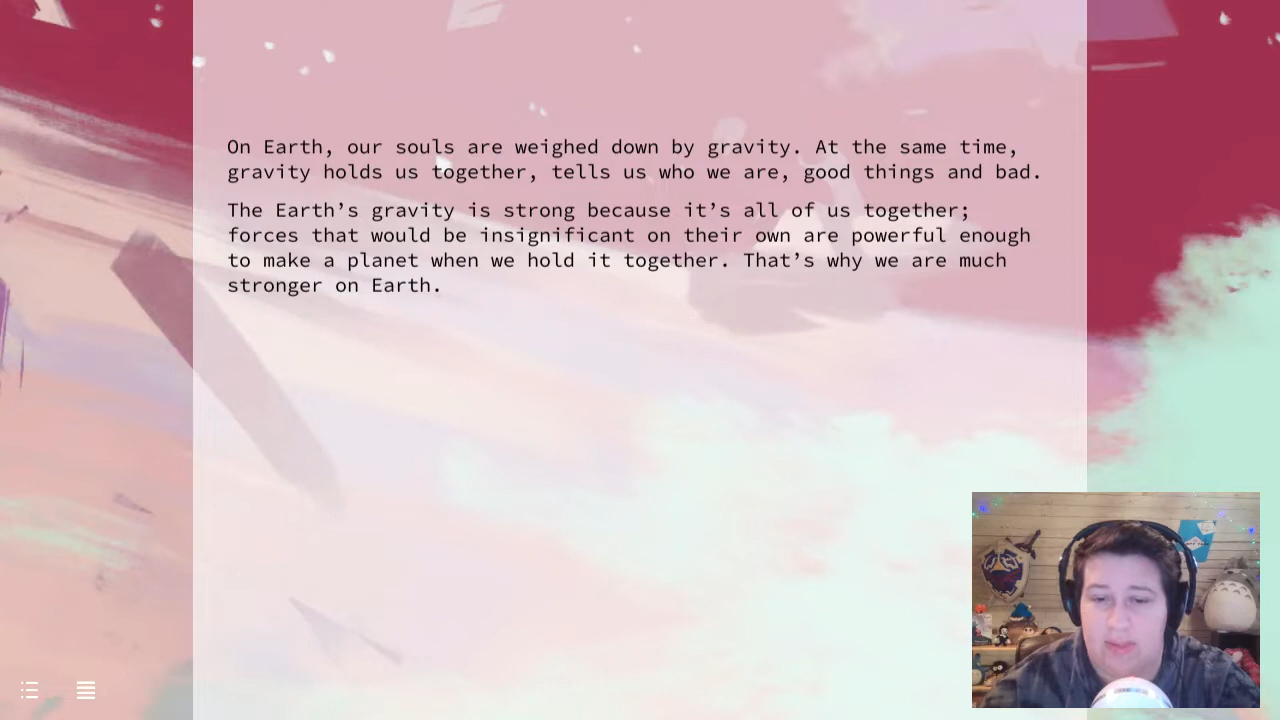 On Earth, our souls are weighed down by gravity. At the same time,
gravity holds us together, tells us who we are, good things and bad.
The Earth’s gravity is strong because it’s all of us together;
forces that would be insignificant on their own are powerful enough
to make a planet when we hold it together. That’s why we are much
stronger on Earth.